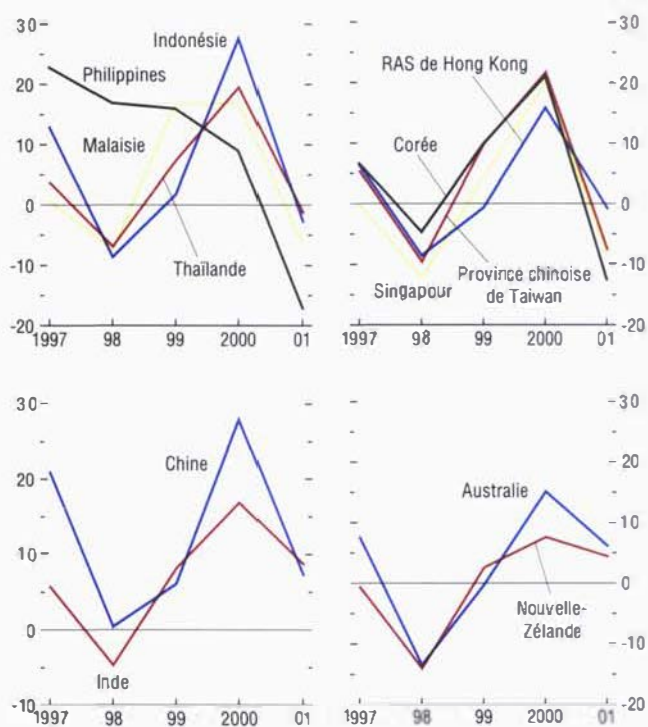 30
20
10
0
-10
-20
1997 98 99 2000 01
Indonésie
Philippines
Malaisie
Thaïlande
30
20
10
0
-10
-20
1997 98 99 2000 01
RAS de Hong Kong
Corée
Singapour
Province chinoise
de Taiwan
30
20
10
0
-10
1997 98 99 2000 01
Chine
Inde
30
20
10
0
-10
-20
1997 98 99 2000 01
Australie
Nouvelle-
Zélande